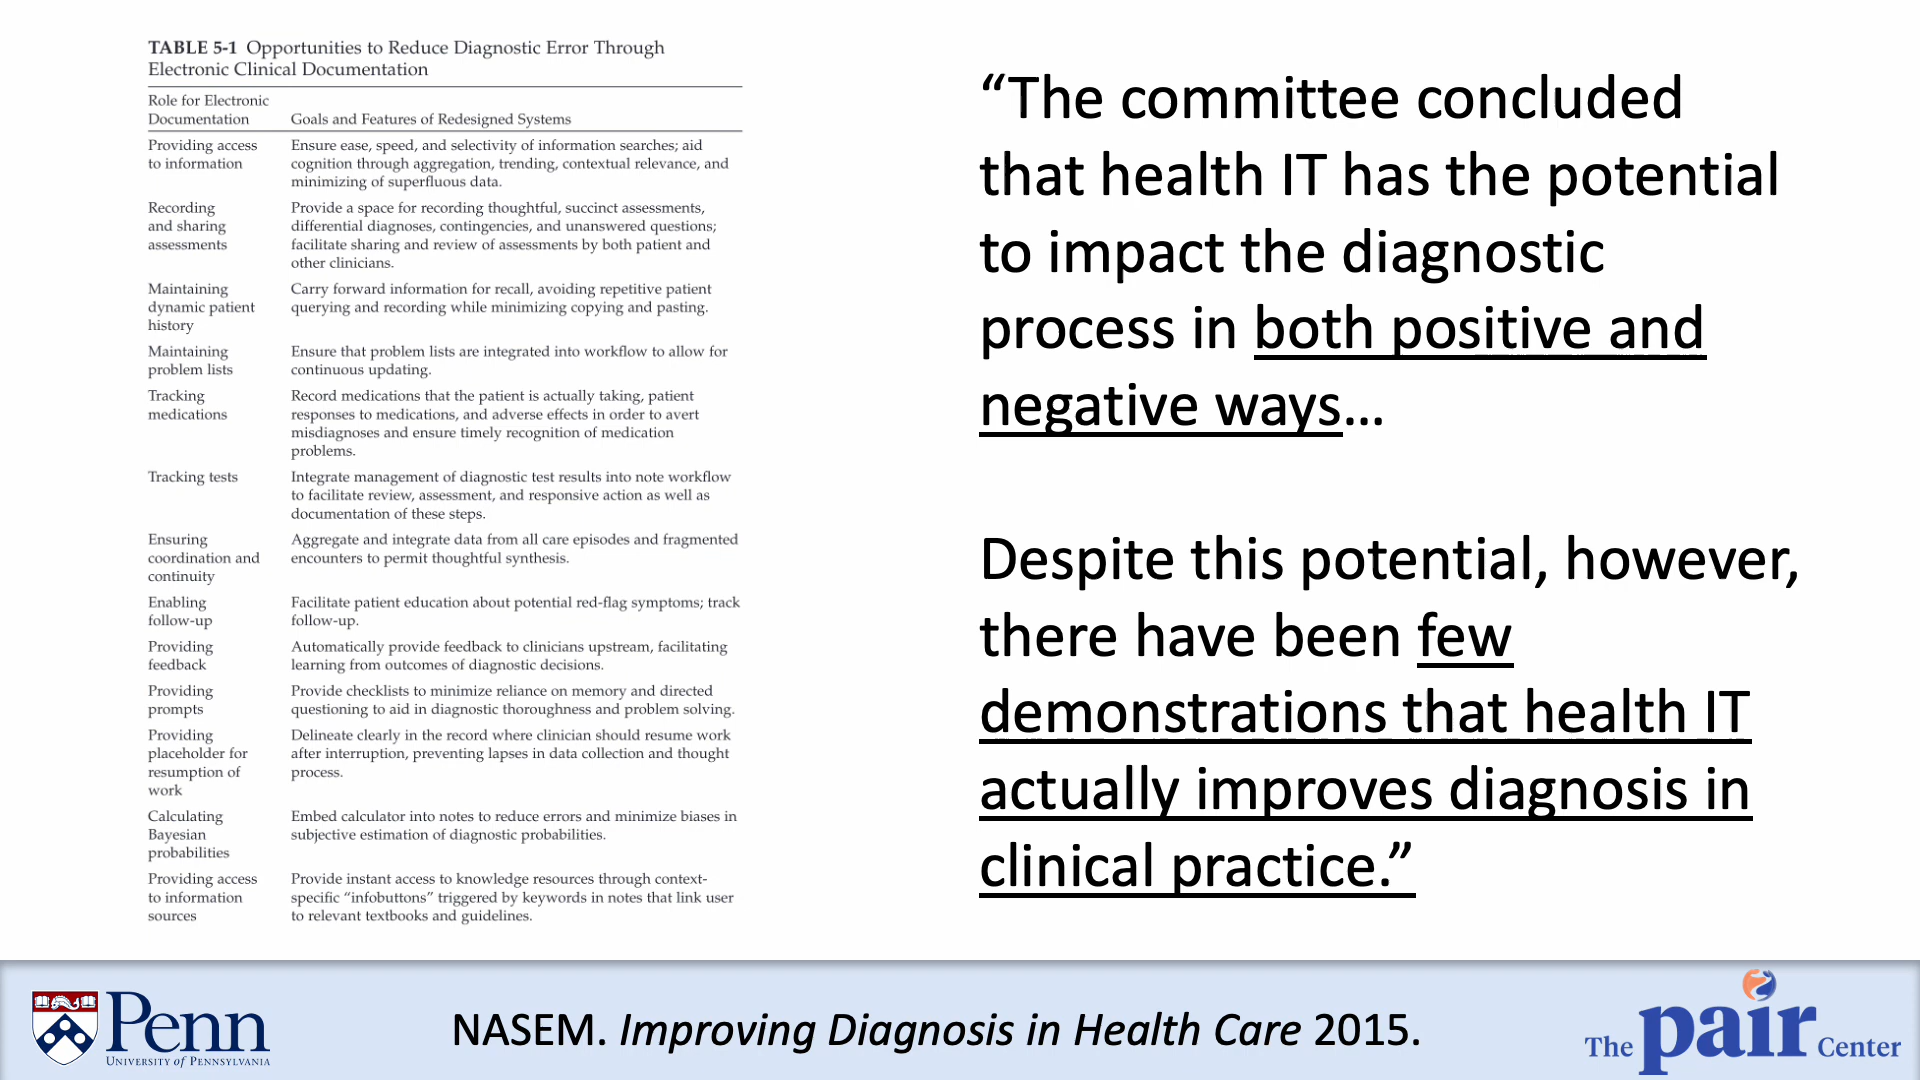 TABLE 5-1 Opportunities to Reduce Diagnostic Error Through
Electronic Clinical Documentation
Role for Electronic
Documentation Goals and Features of Redesigned Systems
Providing access Ensure ease, speed, and selectivity of information searches; aid
to information cognition through aggregation, trending, contextual relevance, and
minimizing of superfluous data.
Recording Provide a space for recording thoughtful, succinct assessments,
and sharing differential diagnoses, contingencies, and unanswered questions;
assessments facilitate sharing and review of assessments by both patient and
other clinicians.
Maintaining Carry forward information for recall, avoiding repetitive patient
dynamic patient querying and recording while minimizing copying and pasting.
history
Maintaining Ensure that problem lists are integrated into workflow to allow for
problem lists continuous updating.
Tracking Record medications that the patient is actually taking, patient
medications responses to medications, and adverse effects in order to avert
misdiagnoses and ensure timely recognition of medication
problems.
Tracking tests Integrate management of diagnostic test results into note workflow
to facilitate review, assessment, and responsive action as well as
documentation of these steps.
Ensuring Aggregate and integrate data from all care episodes and fragmented
coordination and encounters to permit thoughtful synthesis.
continuity
Enabling Facilitate patient education about potential red-flag symptoms; track
follow-up follow-up.
Providing Automatically provide feedback to clinicians upstream, facilitating
feedback learning from outcomes of diagnostic decisions.
Providing Provide checklists to minimize reliance on memory and directed
prompts questioning to aid in diagnostic thoroughness and problem solving.
Providing Delineate clearly in the record where clinician should resume work
placeholder for after interruption, preventing lapses in data collection and thought
resumption of process.
work
Calculating Embed calculator into notes to reduce errors and minimize biases in
Bayesian subjective estimation of diagnostic probabilities.
probabilities
Providing access Provide instant access to knowledge resources through context-
to information specific “infobuttons” triggered by keywords in notes that link user
sources to relevant textbooks and guidelines.
“The committee concluded
that health IT has the potential
to impact the diagnostic
process in both positive and
negative ways…
Despite this potential, however,
there have been few
demonstrations that health IT
actually improves diagnosis in
clinical practice.”
Penn
UNIVERSITY of PENNSYLVANIA
NASEM. Improving Diagnosis in Health Care 2015.
The pair Center